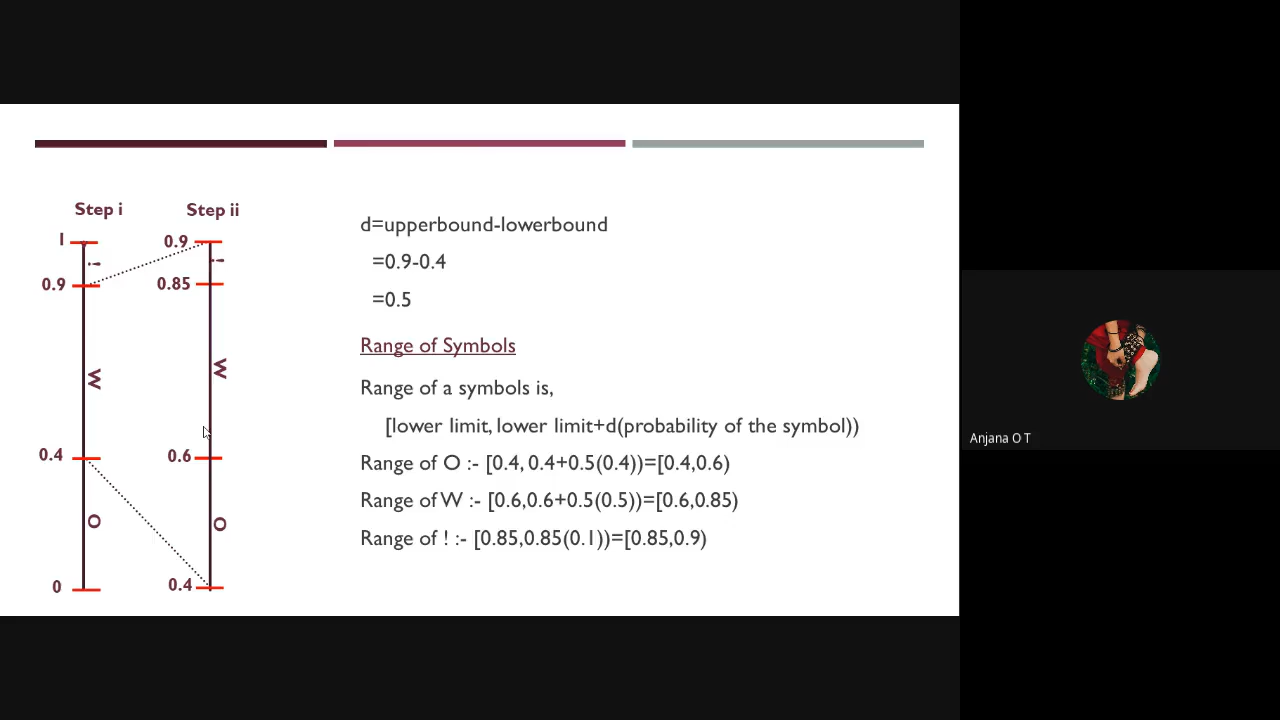 Step i
Step ii
1
0.9
0.4
0
!
W
O
0.9
0.85
0.6
0.4
!
W
O
d=upperbound-lowerbound
=0.9-0.4
=0.5
Range of Symbols
Range of a symbols is,
[lower limit, lower limit+d(probability of the symbol))
Range of O :- [0.4, 0.4+0.5(0.4))=[0.4,0.6)
Range of W :- [0.6,0.6+0.5(0.5))=[0.6,0.85)
Range of ! :- [0.85,0.85(0.1))=[0.85,0.9)
Anjana O T